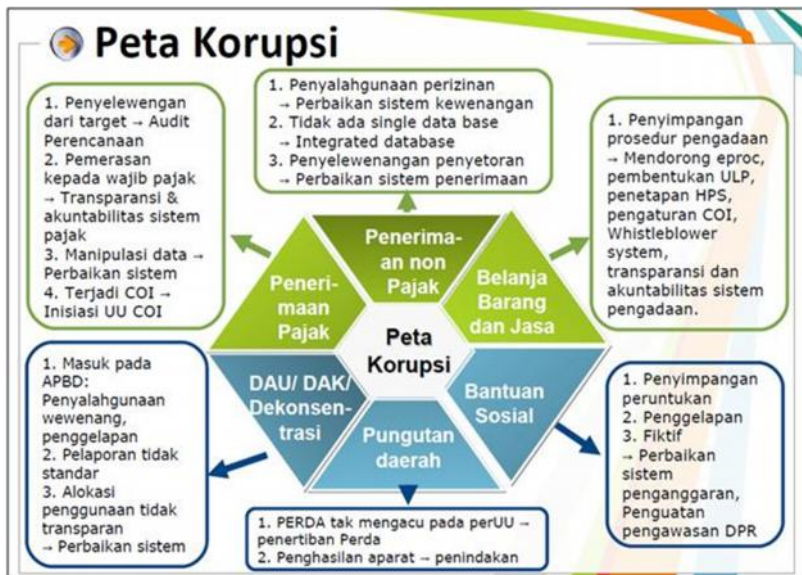 Peta Korupsi
1. Penyelewengan
dari target → Audit
Perencanaan
2. Pemerasan
kepada wajib pajak
→ Transparansi &
akuntabilitas sistem
pajak
3. Manipulasi data →
Perbaikan sistem
4. Terjadi COI →
Inisiasi UU COI
1. Penyalahgunaan perizinan
→ Perbaikan sistem kewenangan
2. Tidak ada single data base
→ Integrated database
3. Penyelewenangan penyetoran
→ Perbaikan sistem penerimaan
1. Penyimpangan
prosedur pengadaan
→ Mendorong eproc,
pembentukan ULP,
penetapan HPS,
pengaturan COI,
Whistleblower
system,
transparansi dan
akuntabilitas sistem
pengadaan.
Peneri-
maan
Pajak
Penerima-
an non
Pajak
Belanja
Barang
dan Jasa
Peta
Korupsi
DAU/ DAK/
Dekonsen-
trasi
Pungutan
daerah
Bantuan
Sosial
1. Masuk pada
APBD:
Penyalahgunaan
wewenang,
penggelapan
2. Pelaporan tidak
standar
3. Alokasi
penggunaan tidak
transparan
→ Perbaikan sistem
1. PERDA tak mengacu pada perUU →
penertiban Perda
2. Penghasilan aparat → penindakan
1. Penyimpangan
peruntukan
2. Penggelapan
3. Fiktif
→ Perbaikan
sistem
penganggaran,
Penguatan
pengawasan DPR